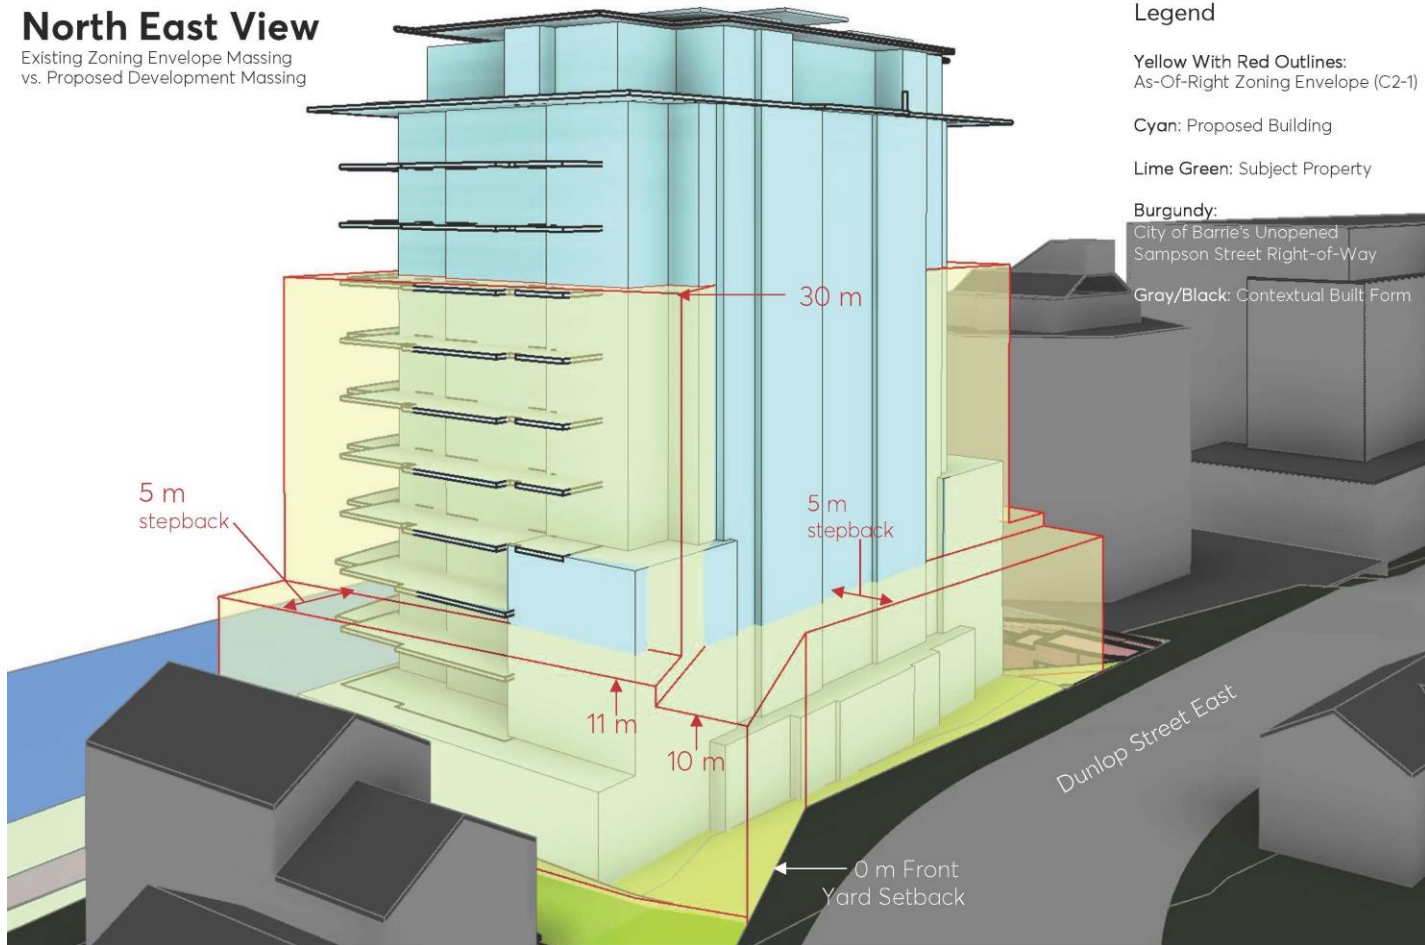 North East View
Existing Zoning Envelope Massing
vs. Proposed Development Massing
Legend
Yellow With Red Outlines:
As-Of-Right Zoning Envelope (C2-1)
Cyan: Proposed Building
Lime Green: Subject Property
Burgundy:
City of Barrie's Unopened
Sampson Street Right-of-Way
Gray/Black: Contextual Built Form
30 m
5 m
stepback
5 m
stepback
11 m
10 m
Dunlop Street East
0 m Front
Yard Setback